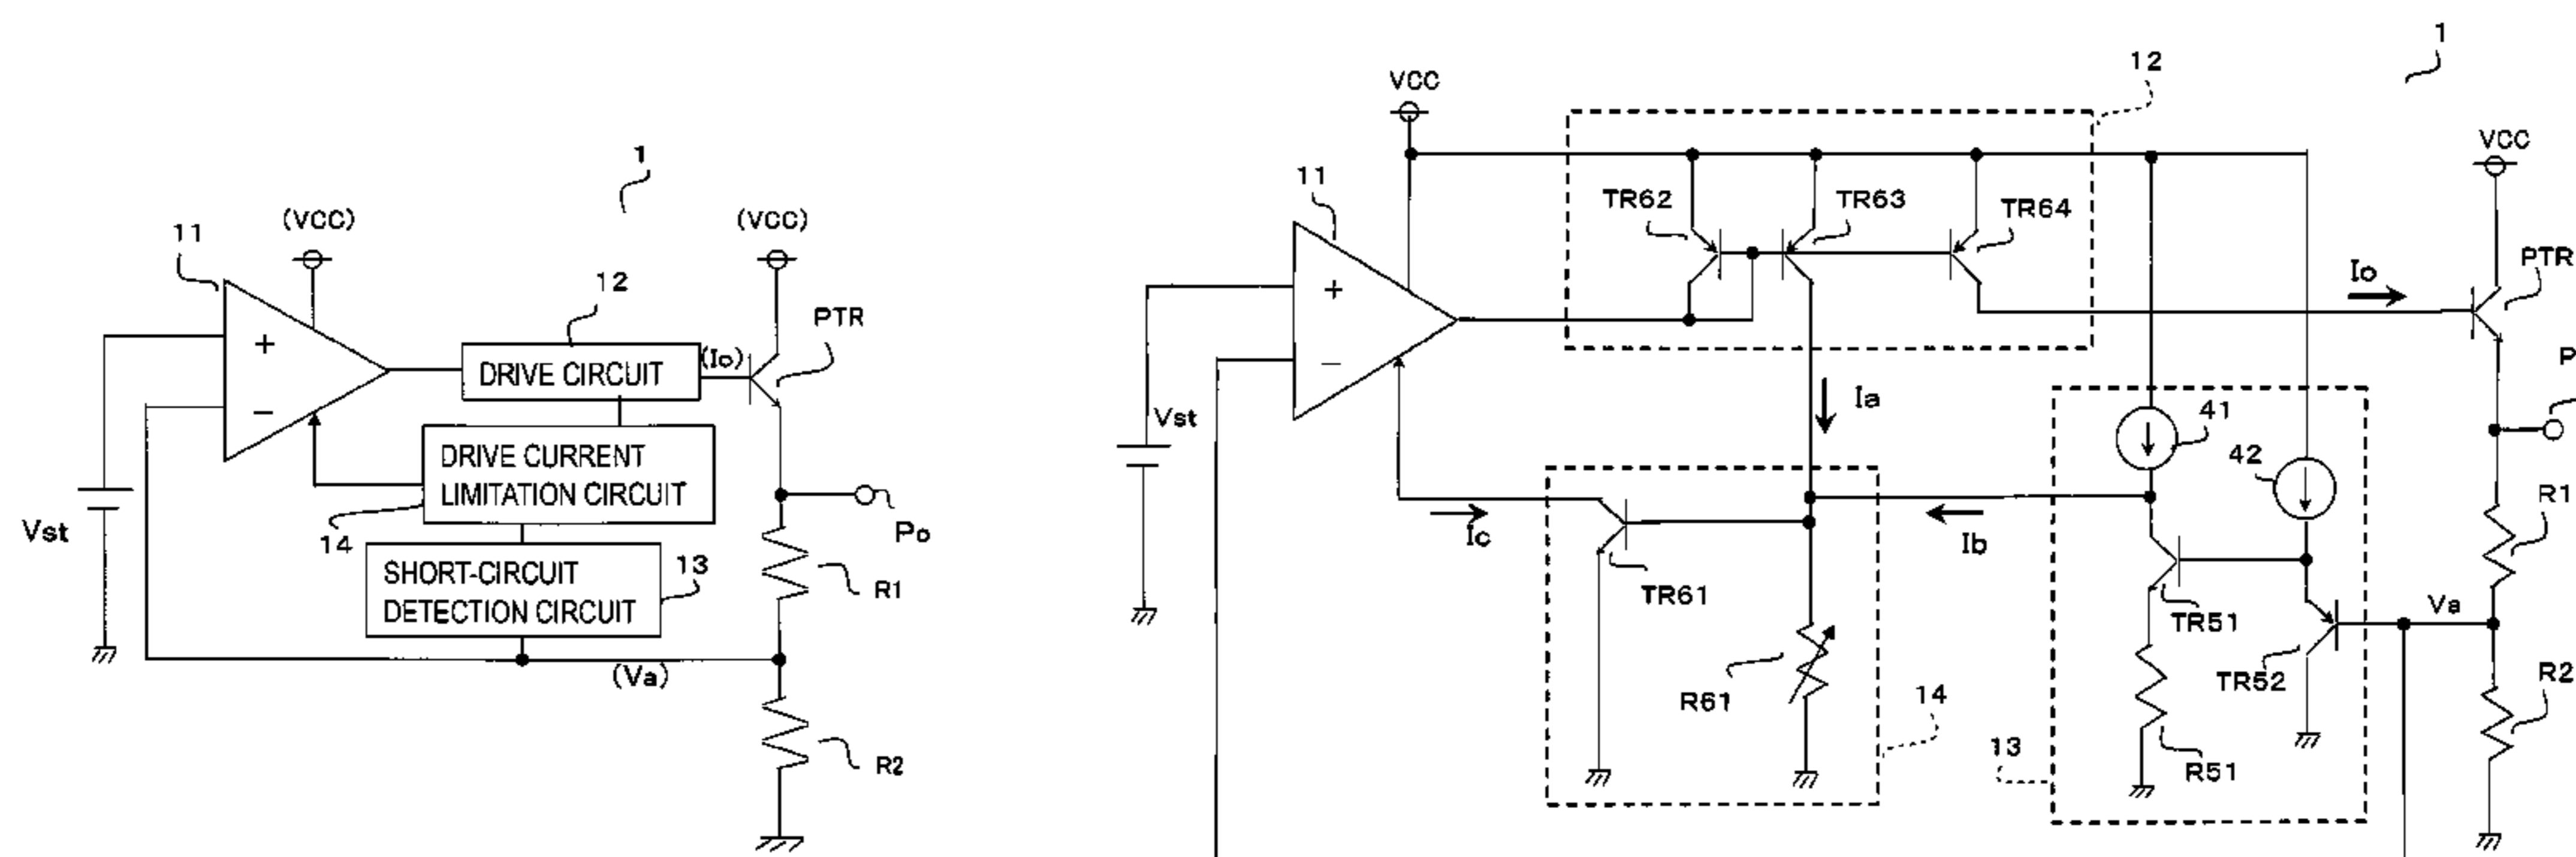 1
11
(VCC)
(VCC)
12
PTR
+
−
DRIVE CIRCUIT
(Io)
DRIVE CURRENT
LIMITATION CIRCUIT
14
Vst
Po
SHORT-CIRCUIT
DETECTION CIRCUIT
13
R1
(Va)
R2
1
VCC
12
VCC
11
TR62
TR63
TR64
PTR
+
−
Io
P
Vst
Ia
41
42
R1
Ic
Ib
TR61
TR51
Va
R61
14
TR52
R2
13
R51